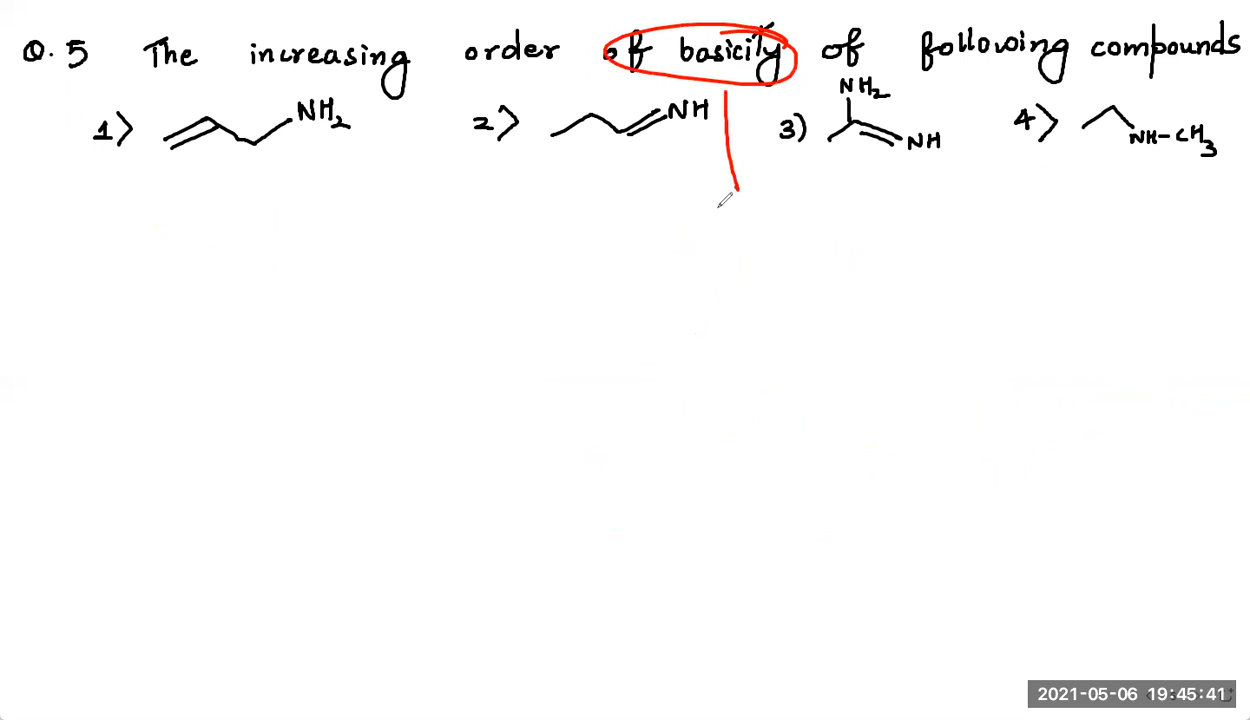 Q. 5 The increasing order of basicity of following compounds
1> NH2 2> NH 3) NH2 NH 4> NH-CH3
2021-05-06 19:45:41